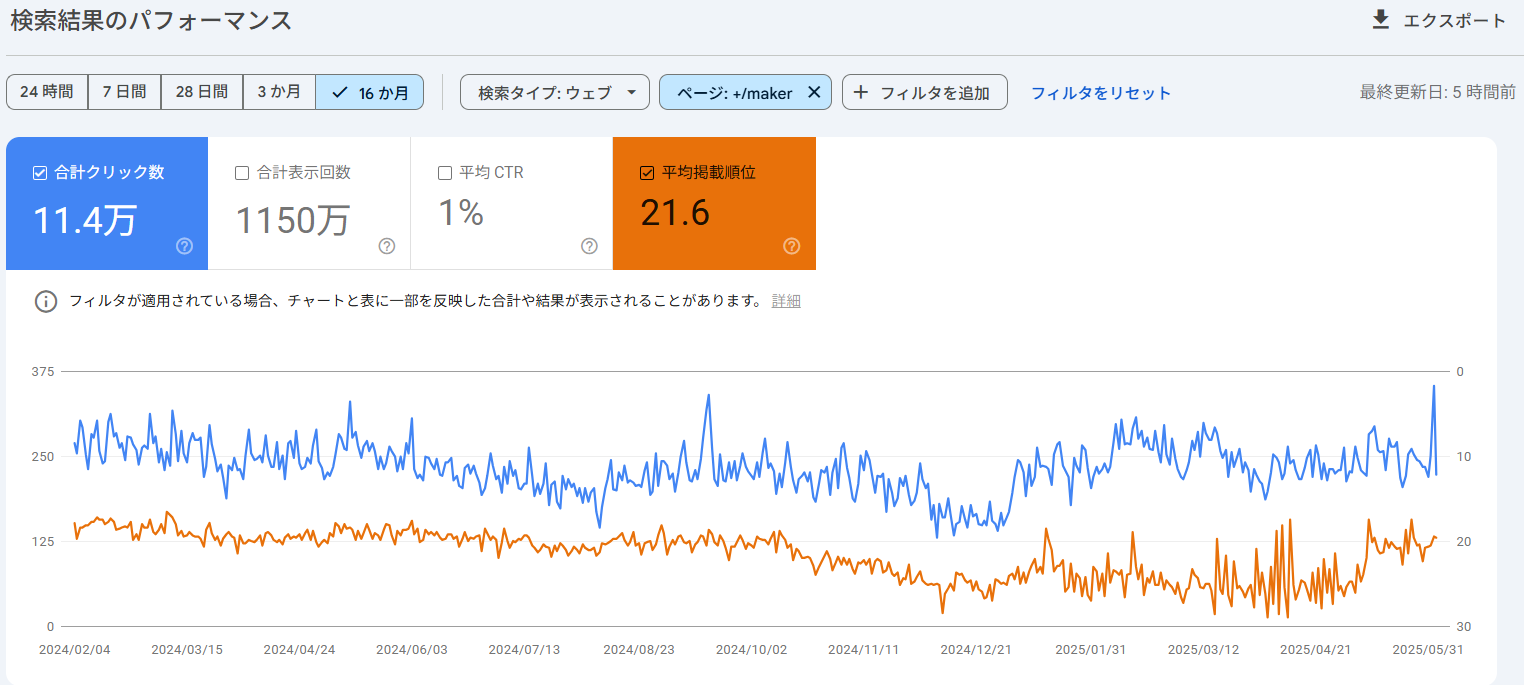 検索結果のパフォーマンス エクスポート
24 時間 7 日間 28 日間 3 か月 16 か月 検索タイプ: ウェブ ページ: +/maker フィルタを追加 フィルタをリセット 最終更新日: 5 時間前
合計クリック数 合計表示回数 平均 CTR 平均掲載順位
11.4万 1150万 1% 21.6
フィルタが適用されている場合、チャートと表に一部を反映した合計や結果が表示されることがあります。 詳細
375 0
250 10
125 20
0 30
2024/02/04 2024/03/15 2024/04/24 2024/06/03 2024/07/13 2024/08/23 2024/10/02 2024/11/11 2024/12/21 2025/01/31 2025/03/12 2025/04/21 2025/05/31